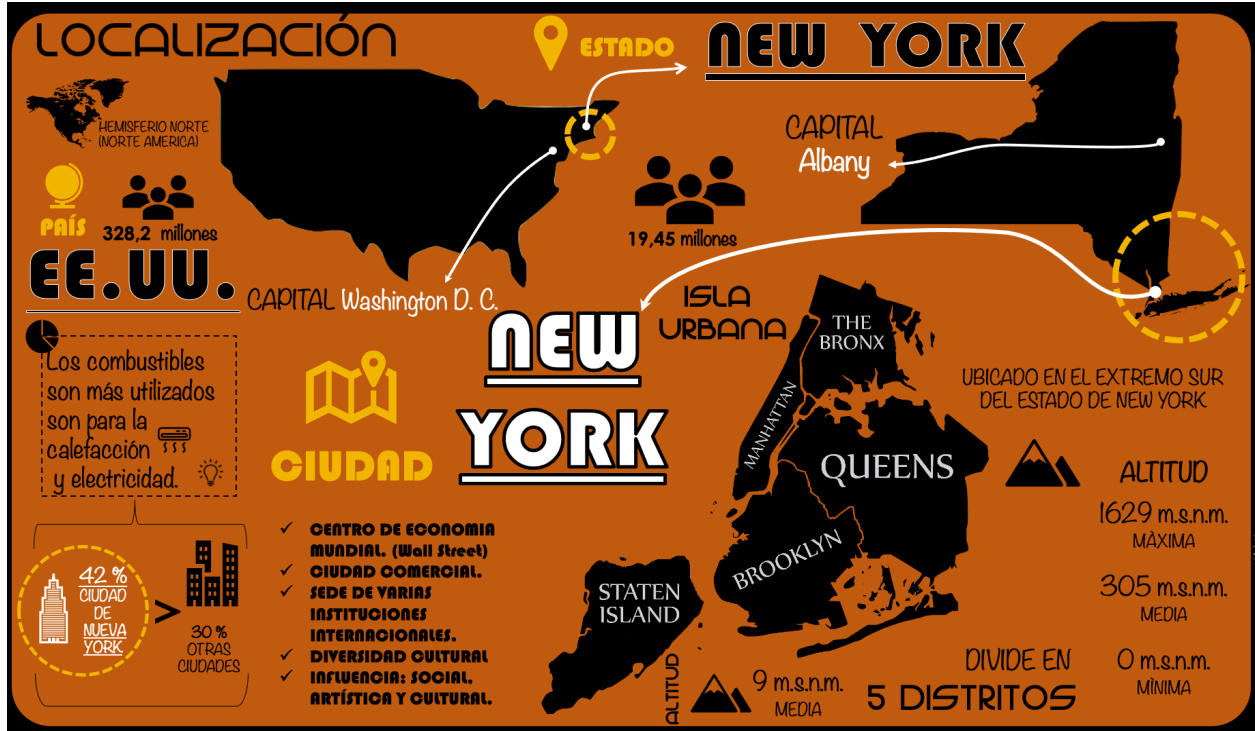 LOCALIZACIÓN
HEMISFERIO NORTE
(NORTE AMERICA)
PAÍS
328,2 millones
EE.UU.
CAPITAL Washington D. C.
ESTADO
NEW YORK
CAPITAL
Albany
19,45 millones
Los combustibles
son más utilizados
son para la
calefacción
y electricidad.
42 %
CIUDAD
DE
NUEVA
YORK
>
30 %
OTRAS
CIUDADES
CIUDAD
NEW
YORK
ISLA
URBANA
✓ CENTRO DE ECONOMIA
MUNDIAL. (Wall Street)
✓ CIUDAD COMERCIAL.
✓ SEDE DE VARIAS
INSTITUCIONES
INTERNACIONALES.
✓ DIVERSIDAD CULTURAL
✓ INFLUENCIA: SOCIAL.
ARTÍSTICA Y CULTURAL.
THE
BRONX
MANHATTAN
QUEENS
BROOKLYN
STATEN
ISLAND
ALTITUD
9 m.s.n.m.
MEDIA
UBICADO EN EL EXTREMO SUR
DEL ESTADO DE NEW YORK
ALTITUD
1629 m.s.n.m.
MÀXIMA
305 m.s.n.m.
MEDIA
0 m.s.n.m.
MÌNIMA
DIVIDE EN
5 DISTRITOS